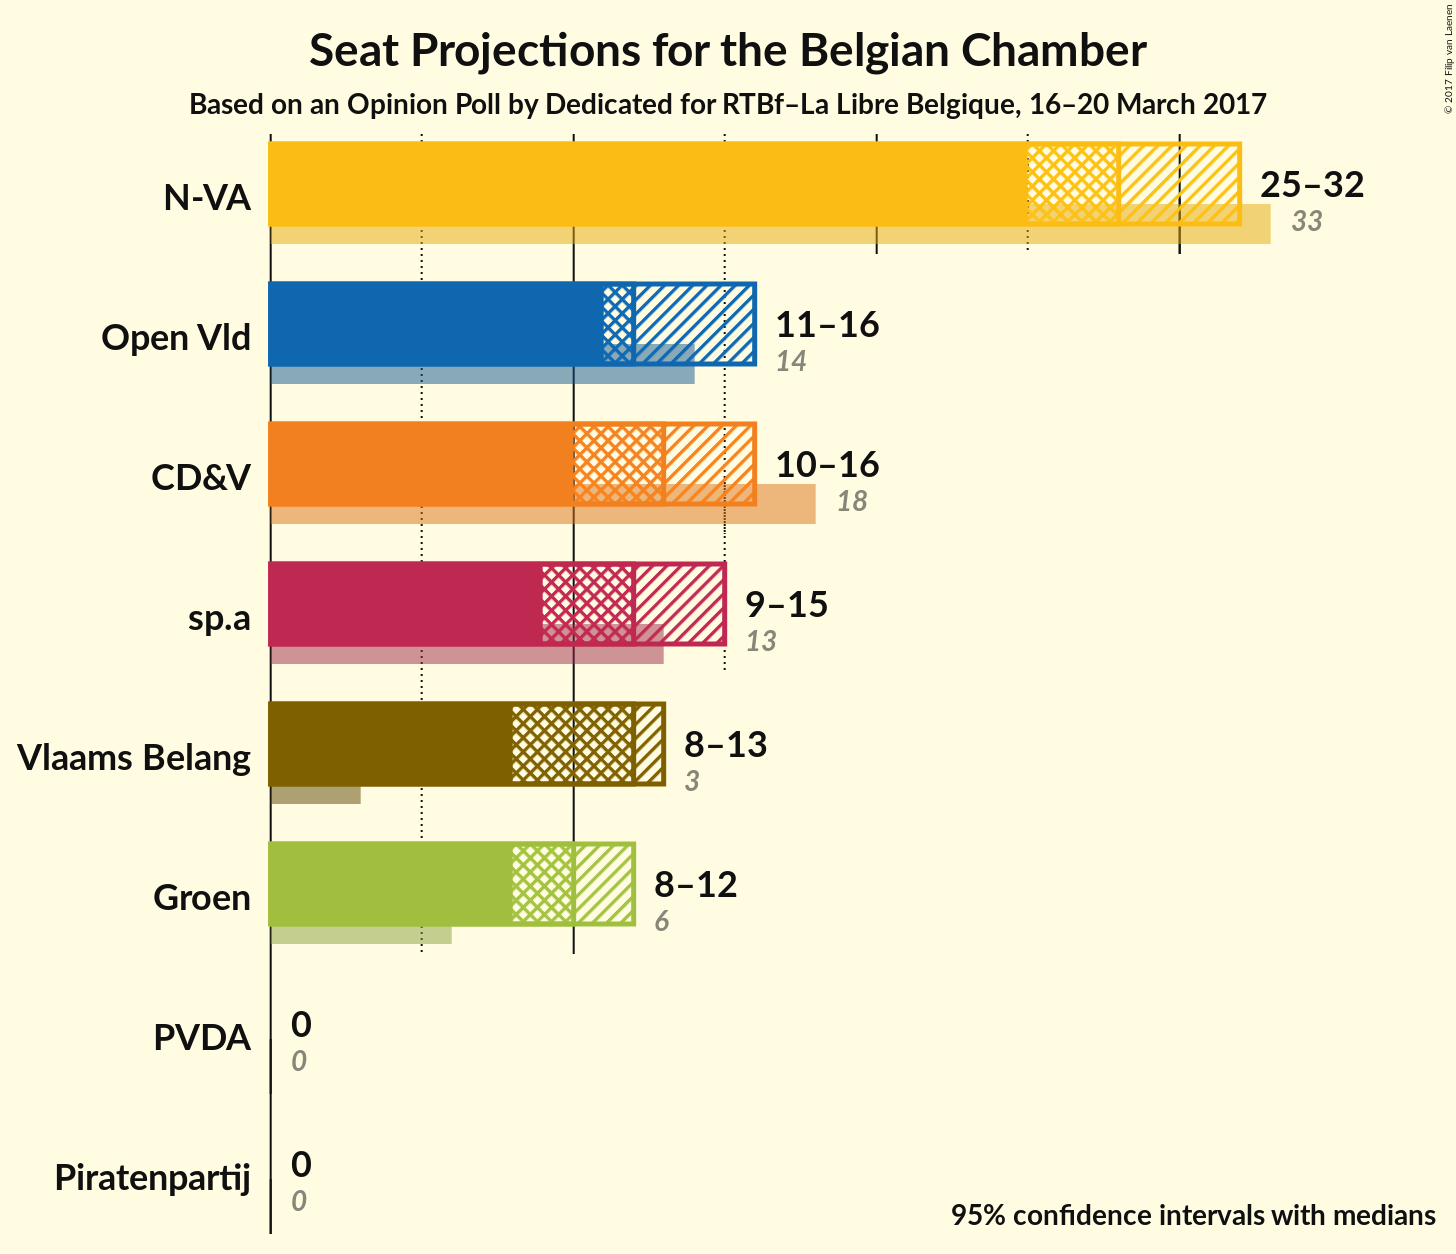 Seat Projections for the Belgian Chamber
Based on an Opinion Poll by Dedicated for RTBf–La Libre Belgique, 16–20 March 2017
© 2017 Filip van Laenen
N-VA
25–32
33
Open Vld
11–16
14
CD&V
10–16
18
sp.a
9–15
13
Vlaams Belang
8–13
3
Groen
8–12
6
PVDA
0
0
Piratenpartij
0
0
95% confidence intervals with medians